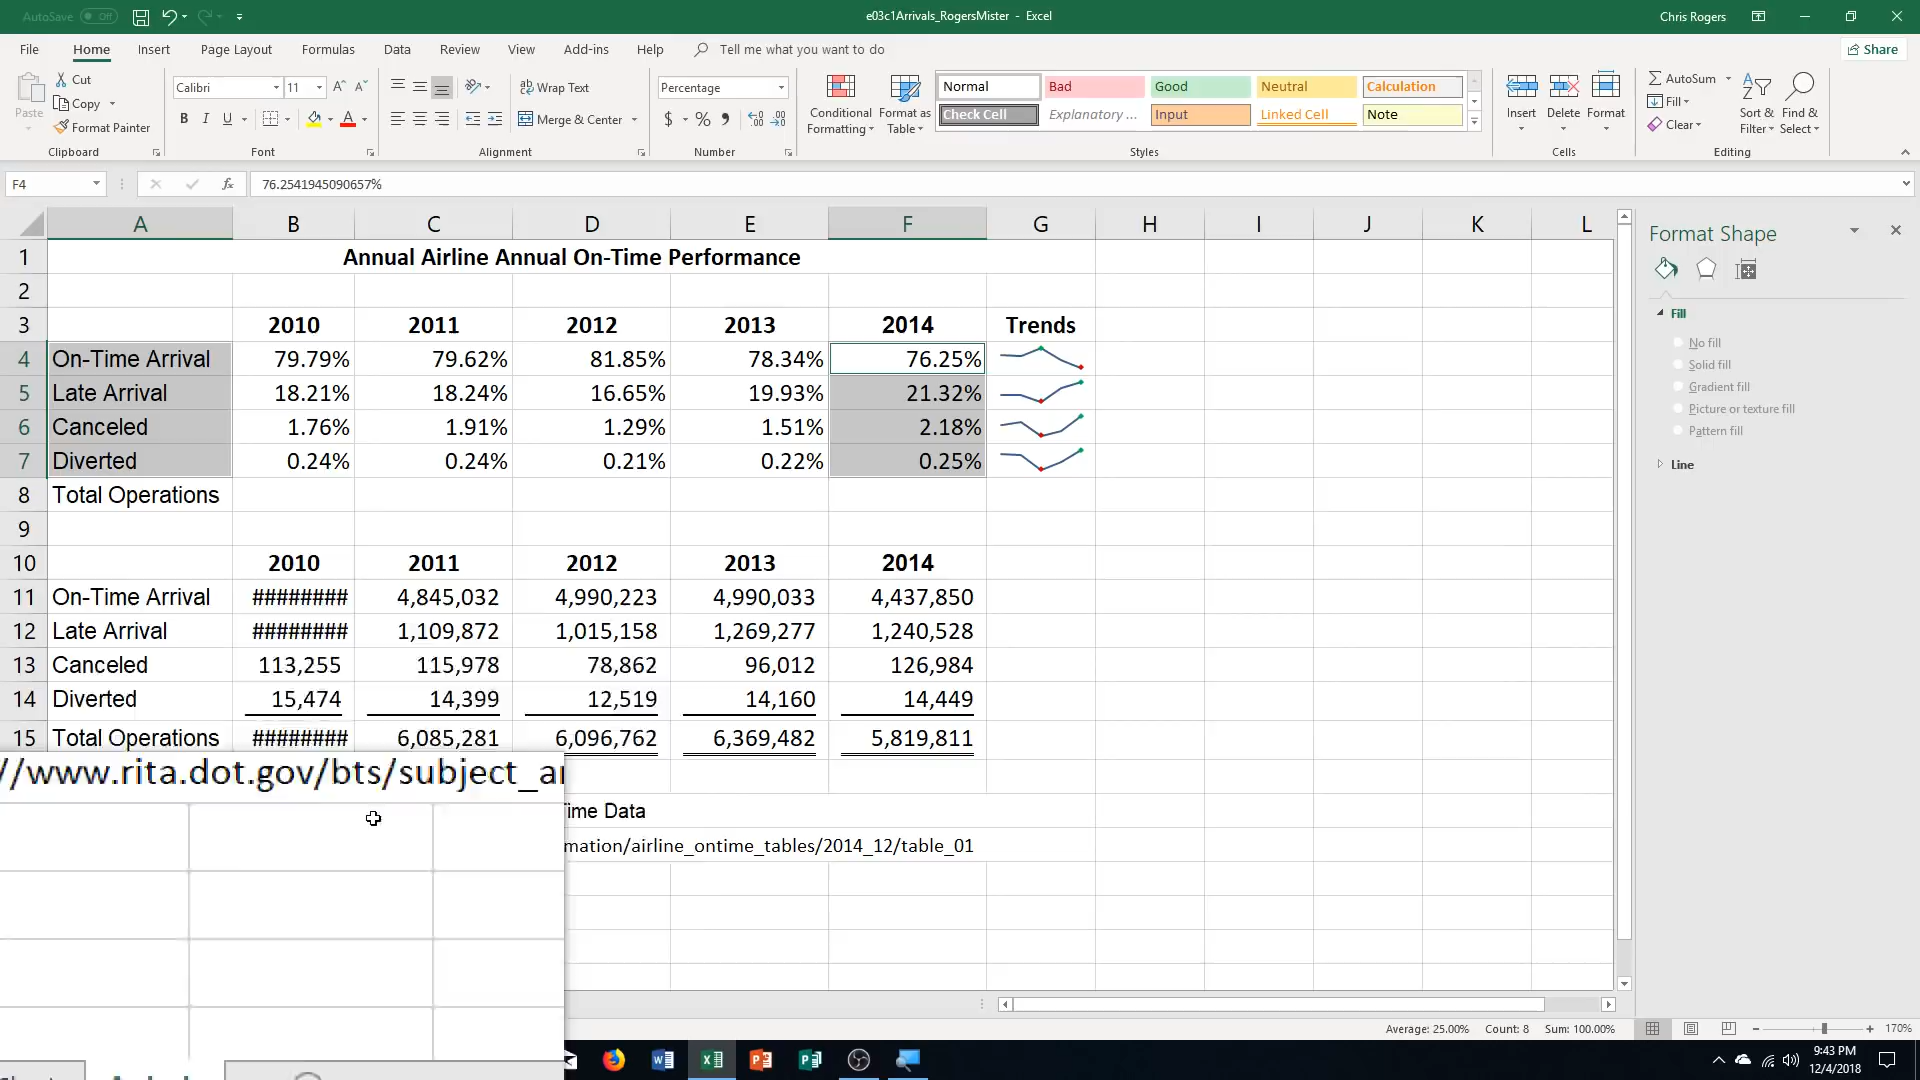 AutoSave Off
e03c1Arrivals_RogersMister - Excel
Chris Rogers
File Home Insert Page Layout Formulas Data Review View Add-ins Help Tell me what you want to do Share
Paste Cut Copy Format Painter Clipboard
Calibri 11 B I U Font
Wrap Text Merge & Center Alignment
Percentage $ % , Number
Conditional Formatting Format as Table
Normal Bad Good Neutral Calculation
Check Cell Explanatory ... Input Linked Cell Note
Styles
Insert Delete Format Cells
AutoSum Fill Clear Sort & Filter Find & Select Editing
F4 fx 76.2541945090657%
A B C D E F G H I J K L
1 Annual Airline Annual On-Time Performance
2
3 2010 2011 2012 2013 2014 Trends
4 On-Time Arrival 79.79% 79.62% 81.85% 78.34% 76.25%
5 Late Arrival 18.21% 18.24% 16.65% 19.93% 21.32%
6 Canceled 1.76% 1.91% 1.29% 1.51% 2.18%
7 Diverted 0.24% 0.24% 0.21% 0.22% 0.25%
8 Total Operations
9
10 2010 2011 2012 2013 2014
11 On-Time Arrival ######## 4,845,032 4,990,223 4,990,033 4,437,850
12 Late Arrival ######## 1,109,872 1,015,158 1,269,277 1,240,528
13 Canceled 113,255 115,978 78,862 96,012 126,984
14 Diverted 15,474 14,399 12,519 14,160 14,449
15 Total Operations ######## 6,085,281 6,096,762 6,369,482 5,819,811
//www.rita.dot.gov/bts/subject_ar
Time Data
mation/airline_ontime_tables/2014_12/table_01
Format Shape
Fill
No fill
Solid fill
Gradient fill
Picture or texture fill
Pattern fill
Line
Average: 25.00% Count: 8 Sum: 100.00% 170%
9:43 PM
12/4/2018